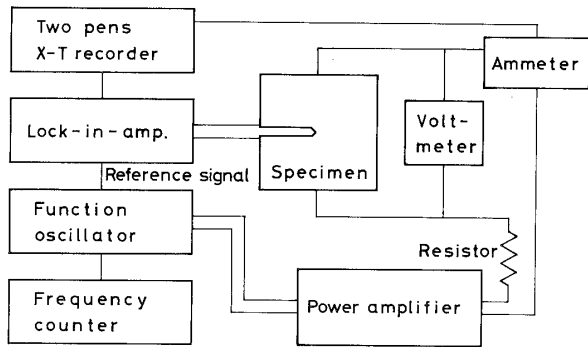 Two pens
X-T recorder
Ammeter
Lock-in-amp.
Volt-
meter
Specimen
Reference signal
Function
oscillator
Resistor
Power amplifier
Frequency
counter